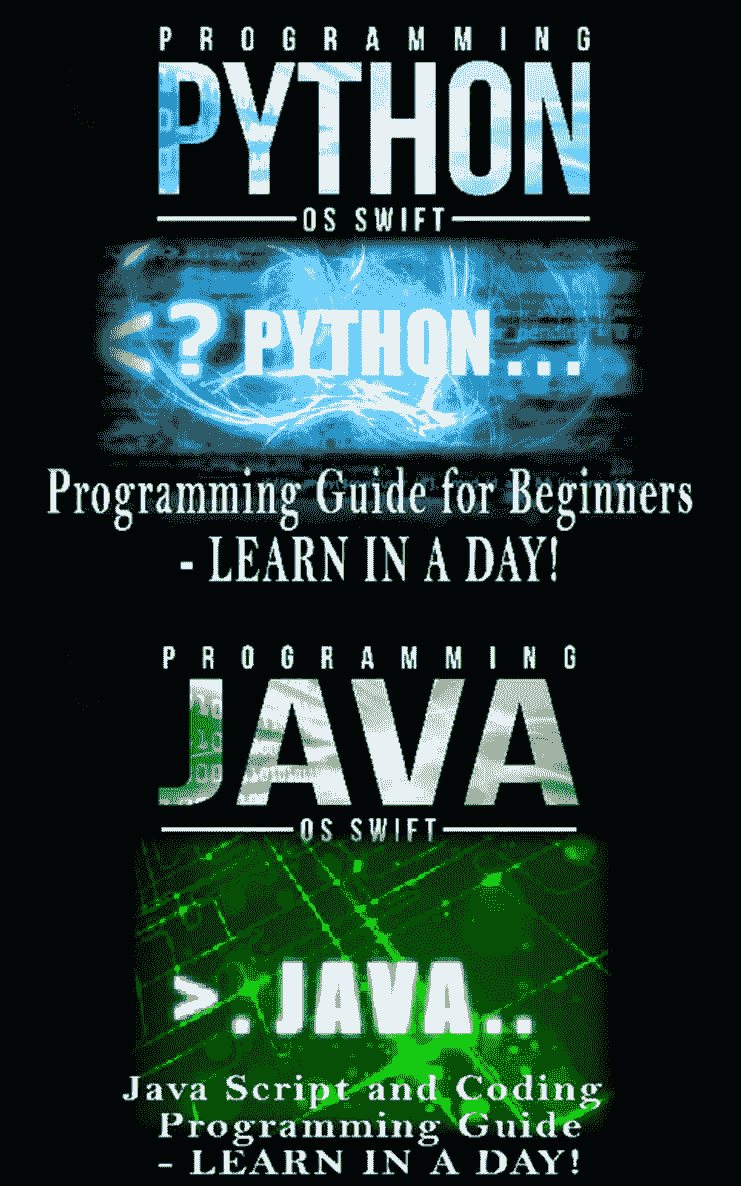 PROGRAMMING
PYTHON
OS SWIFT
<? PYTHON...
Programming Guide for Beginners
- LEARN IN A DAY!
PROGRAMMING
JAVA
OS SWIFT
>. JAVA..
Java Script and Coding
Programming Guide
- LEARN IN A DAY!